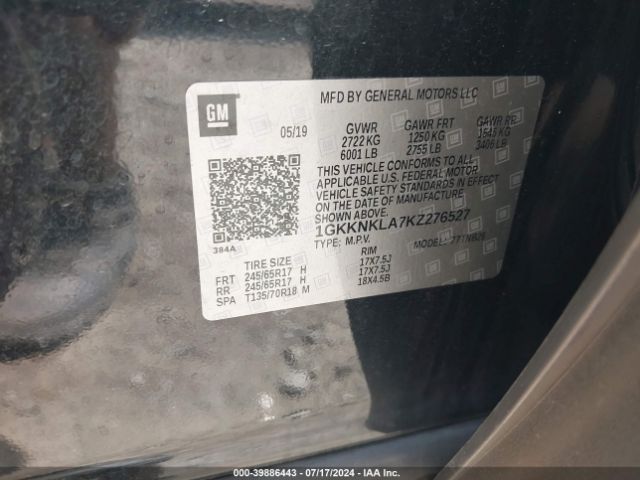 GM
MFD BY GENERAL MOTORS LLC
05/19
GVWR GAWR FRT GAWR RR
2722 KG 1250 KG 1545 KG
6001 LB 2755 LB 3406 LB
THIS VEHICLE CONFORMS TO ALL
APPLICABLE U.S. FEDERAL MOTOR
VEHICLE SAFETY STANDARDS IN EFFECT
ON THE DATE OF MANUFACTURE
SHOWN ABOVE.
1GKKNKLA7KZ276527
TYPE: M.P.V. MODEL:
384A
TIRE SIZE RIM
FRT 245/65R17 H 17X7.5J
RR 245/65R17 H 17X7.5J
SPA T135/70R18 M 18X4.5B
000-39886443 / 07/17/2024 - IAA Inc.